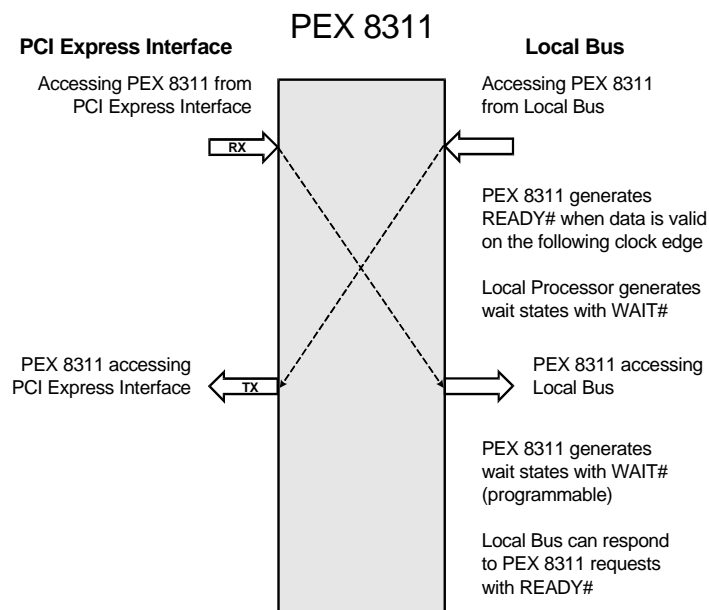 PEX 8311
PCI Express Interface
Local Bus
Accessing PEX 8311 from
PCI Express Interface
Accessing PEX 8311
from Local Bus
RX
PEX 8311 generates
READY# when data is valid
on the following clock edge
Local Processor generates
wait states with WAIT#
PEX 8311 accessing
PCI Express Interface
TX
PEX 8311 accessing
Local Bus
PEX 8311 generates
wait states with WAIT#
(programmable)
Local Bus can respond
to PEX 8311 requests
with READY#